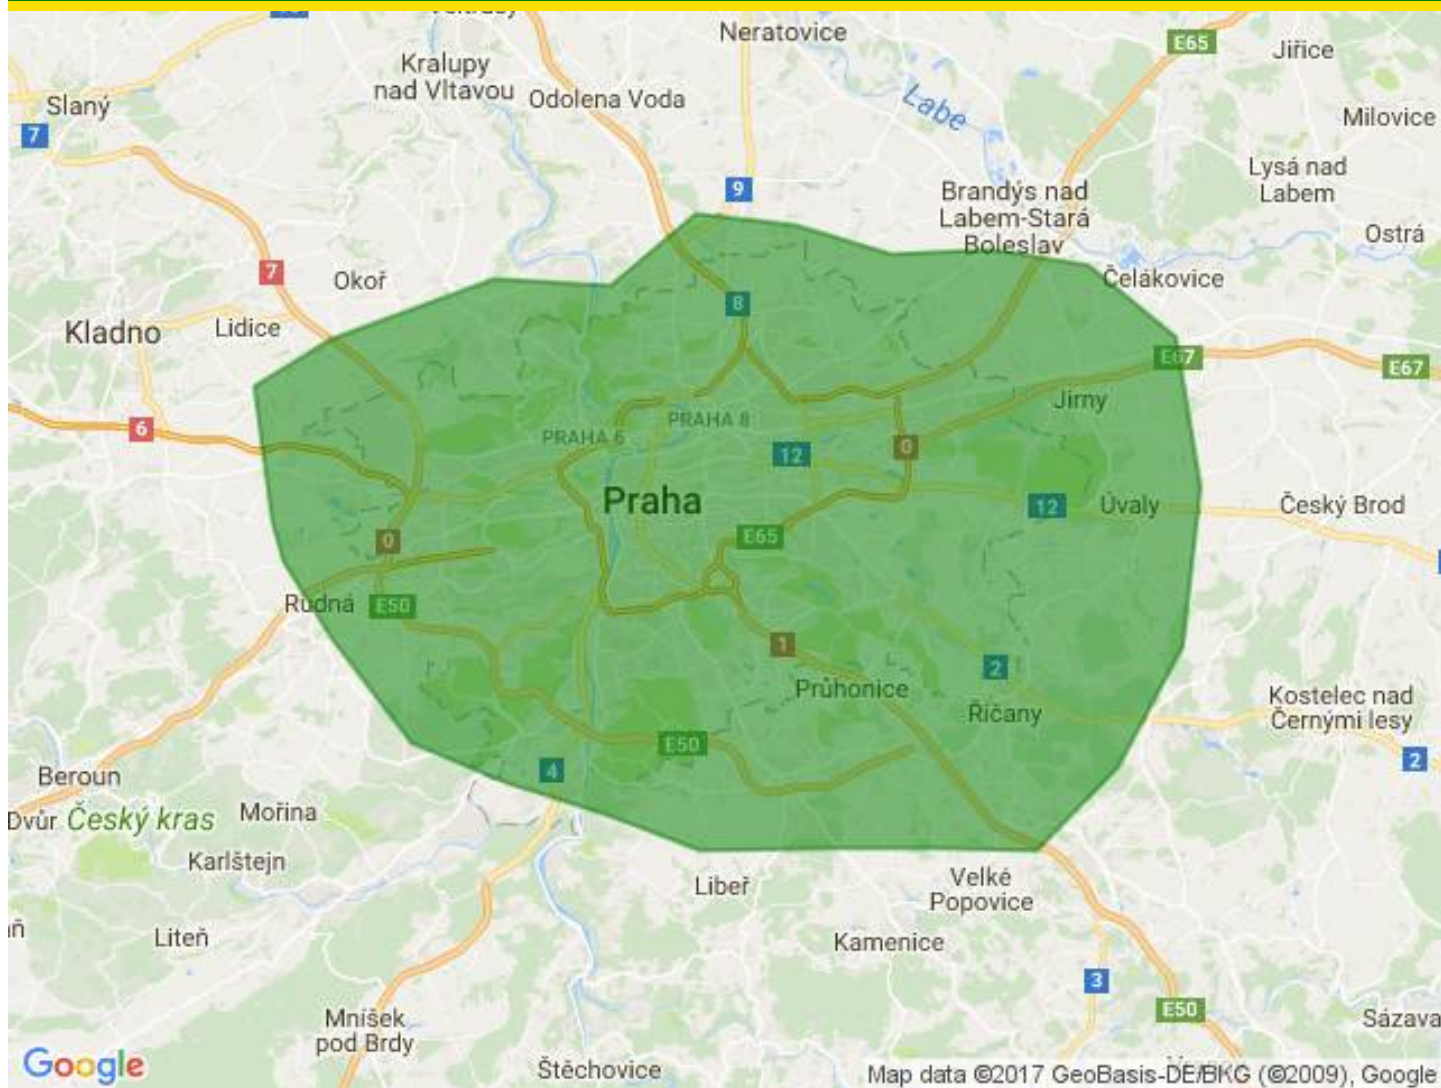 Neratovice
E65
Jiřice
Kralupy
nad Vltavou
Odolena Voda
Slaný
Labe
7
Milovice
Lysá nad
Labem
9
Brandýs nad
Labem-Stará
Boleslav
Ostrá
7
Okoř
Čelákovice
8
Kladno
Lidice
E67
E67
Jirny
6
PRAHA 8
PRAHA 6
0
12
Praha
12
Úvaly
Český Brod
0
E65
Rudná
E50
1
2
Průhonice
Říčany
Kostelec nad
Černými lesy
E50
2
4
Beroun
Dvůr
Český kras
Mořina
Karlštejn
Libeř
Velké
Popovice
Liteň
Kamenice
3
E50
Mníšek
pod Brdy
Sázava
Google
Štěchovice
Map data ©2017 GeoBasis-DE/BKG (©2009), Google